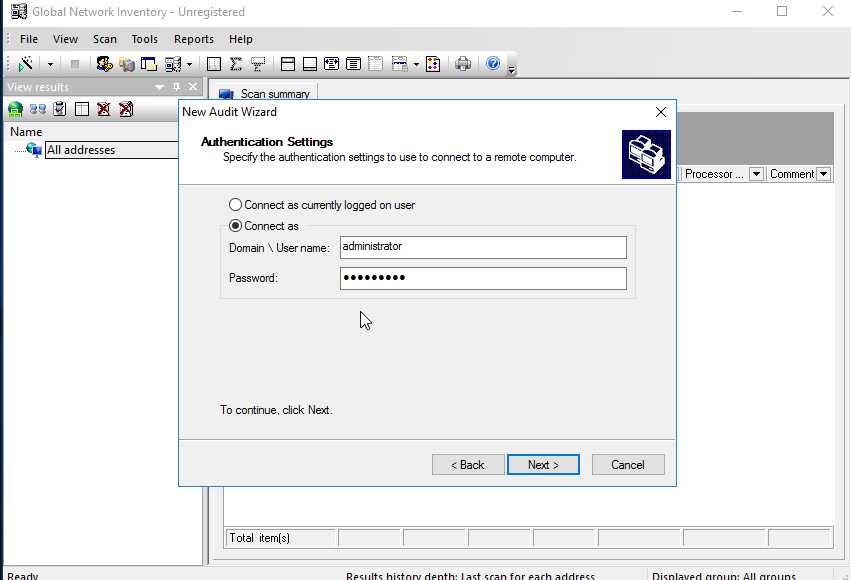 Global Network Inventory - Unregistered
File View Scan Tools Reports Help
View results
Scan summary
Name
All addresses
New Audit Wizard
Authentication Settings
Specify the authentication settings to use to connect to a remote computer.
Processor ... Comment
Connect as currently logged on user
Connect as
Domain \ User name: administrator
Password: ●●●●●●●●●
To continue, click Next.
< Back Next > Cancel
Total item(s)
Ready Results history depth: Last scan for each address Displayed group: All groups